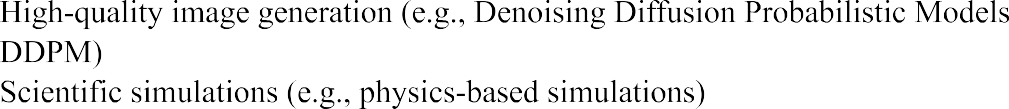 High-quality image generation (e.g., Denoising Diffusion Probabilistic Models
DDPM)
Scientific simulations (e.g., physics-based simulations)